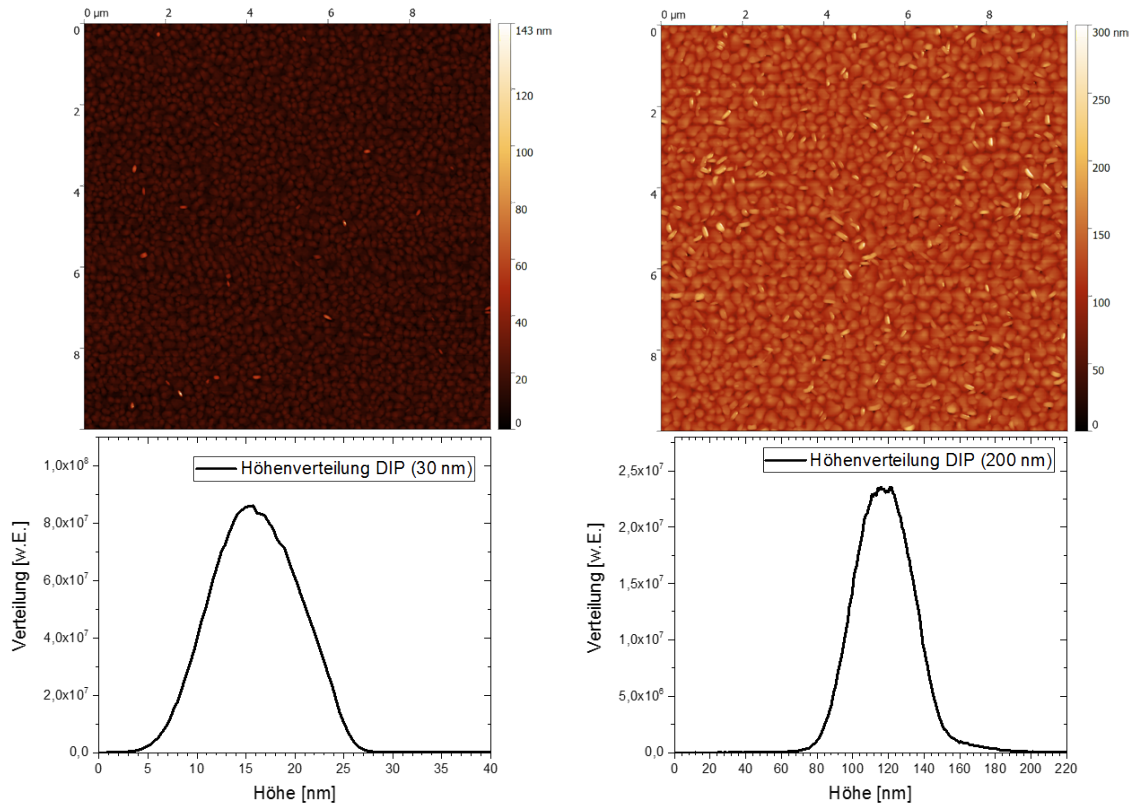 0 µm 2 4 6 8
0
2
4
6
8
143 nm
120
100
80
60
40
20
0
0 µm 2 4 6 8
0
2
4
6
8
300 nm
250
200
150
100
50
0
Höhenverteilung DIP (30 nm)
Verteilung [w.E.]
1,0x10⁸
8,0x10⁷
6,0x10⁷
4,0x10⁷
2,0x10⁷
0,0
0 5 10 15 20 25 30 35 40
Höhe [nm]
Höhenverteilung DIP (200 nm)
Verteilung [w.E.]
2,5x10⁷
2,0x10⁷
1,5x10⁷
1,0x10⁷
5,0x10⁶
0,0
0 20 40 60 80 100 120 140 160 180 200 220
Höhe [nm]